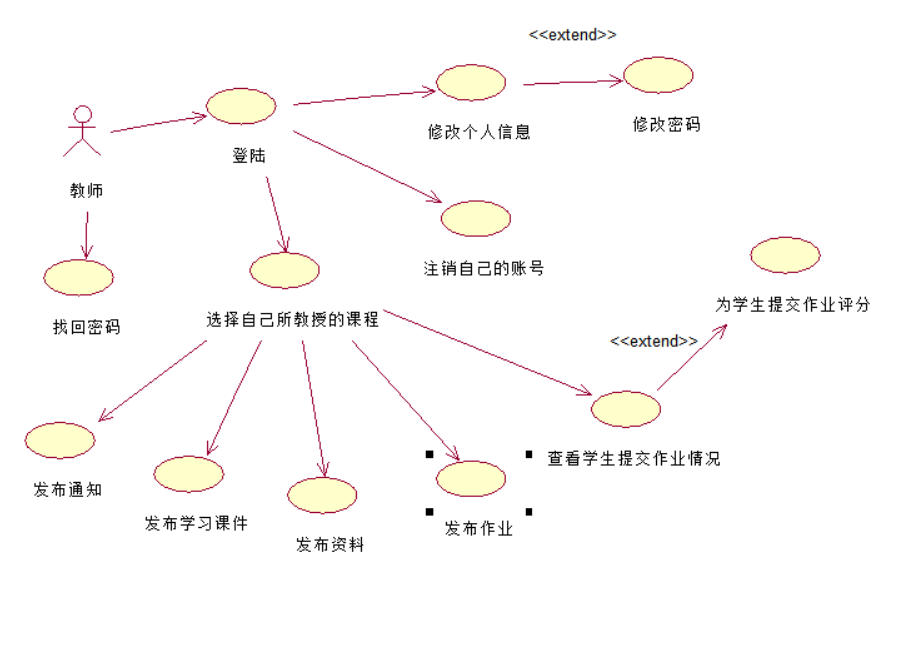 <<extend>>
修改个人信息
修改密码
登陆
教师
注销自己的账号
为学生提交作业评分
选择自己所教授的课程
找回密码
<<extend>>
查看学生提交作业情况
发布通知
发布学习课件
发布资料
发布作业